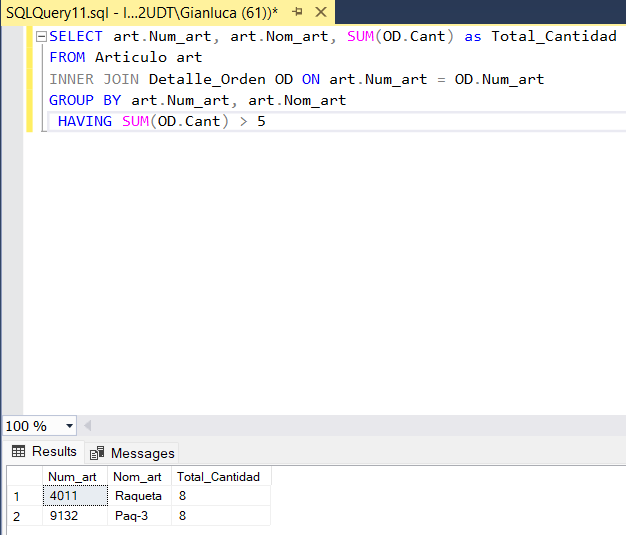 SQLQuery11.sql - l...2UDT\Gianluca (61))*
SELECT art.Num_art, art.Nom_art, SUM(OD.Cant) as Total_Cantidad
FROM Articulo art
INNER JOIN Detalle_Orden OD ON art.Num_art = OD.Num_art
GROUP BY art.Num_art, art.Nom_art
HAVING SUM(OD.Cant) > 5
100 %
Results Messages
Num_art Nom_art Total_Cantidad
1 4011 Raqueta 8
2 9132 Paq-3 8